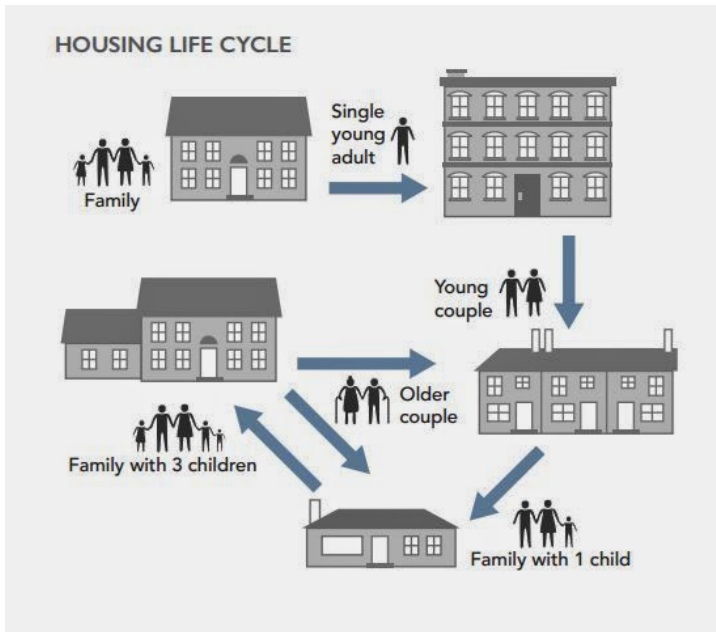 HOUSING LIFE CYCLE
Single
young
adult
Family
Young
couple
Older
couple
Family with 3 children
Family with 1 child